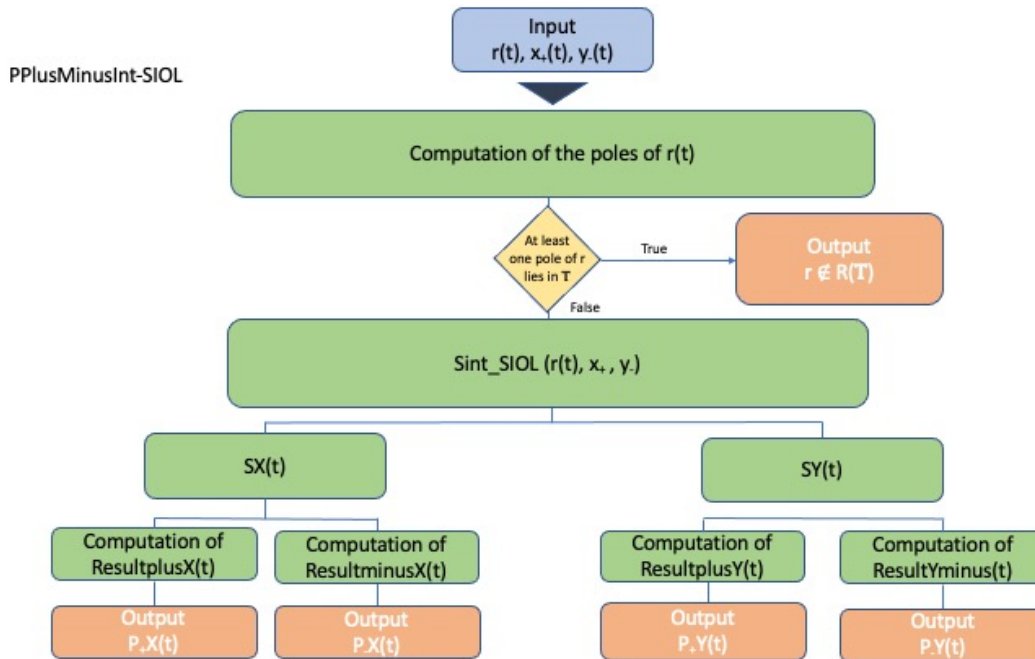 Input
r(t), x₊(t), y₋(t)
PPlusMinusInt-SIOL
Computation of the poles of r(t)
At least
one pole of r
lies in T
True
Output
r ∉ R(T)
False
Sint_SIOL (r(t), x₊ , y₋)
SX(t)
SY(t)
Computation of
ResultplusX(t)
Computation of
ResultminusX(t)
Computation of
ResultplusY(t)
Computation of
ResultYminus(t)
Output
P₊X(t)
Output
P₋X(t)
Output
P₊Y(t)
Output
P₋Y(t)